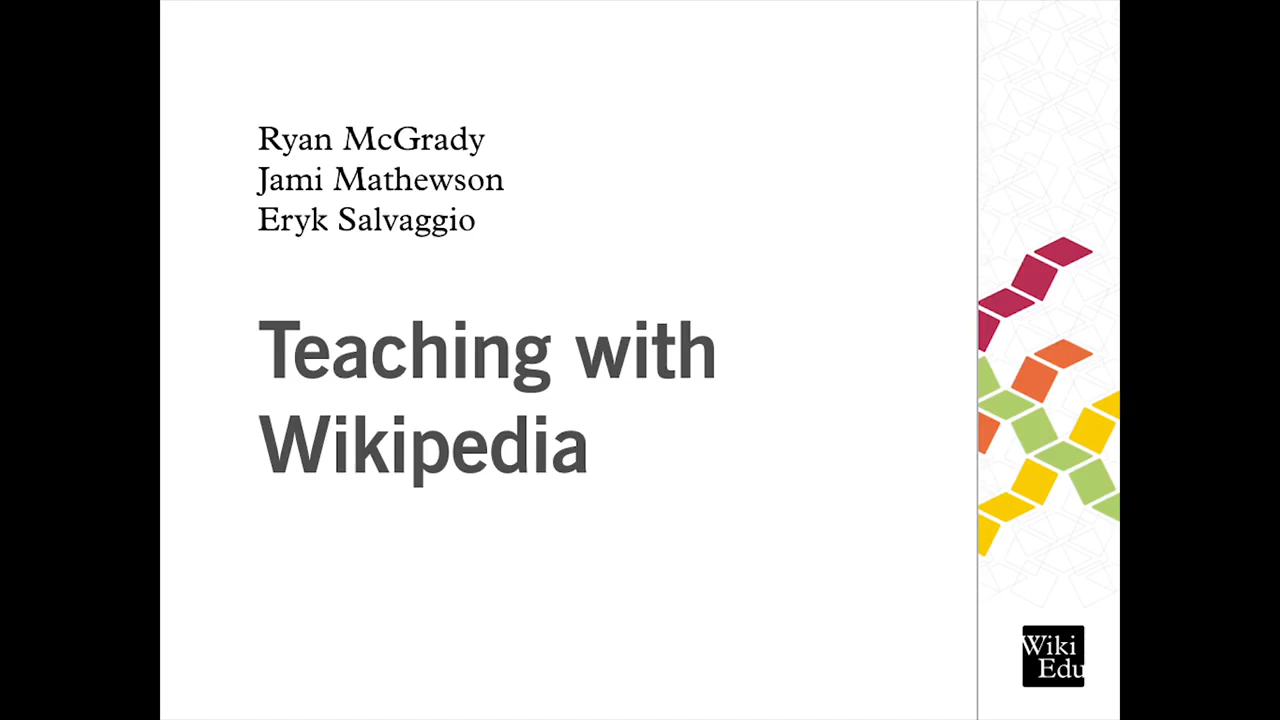 Ryan McGrady
Jami Mathewson
Eryk Salvaggio
Teaching with
Wikipedia
Wiki
Edu